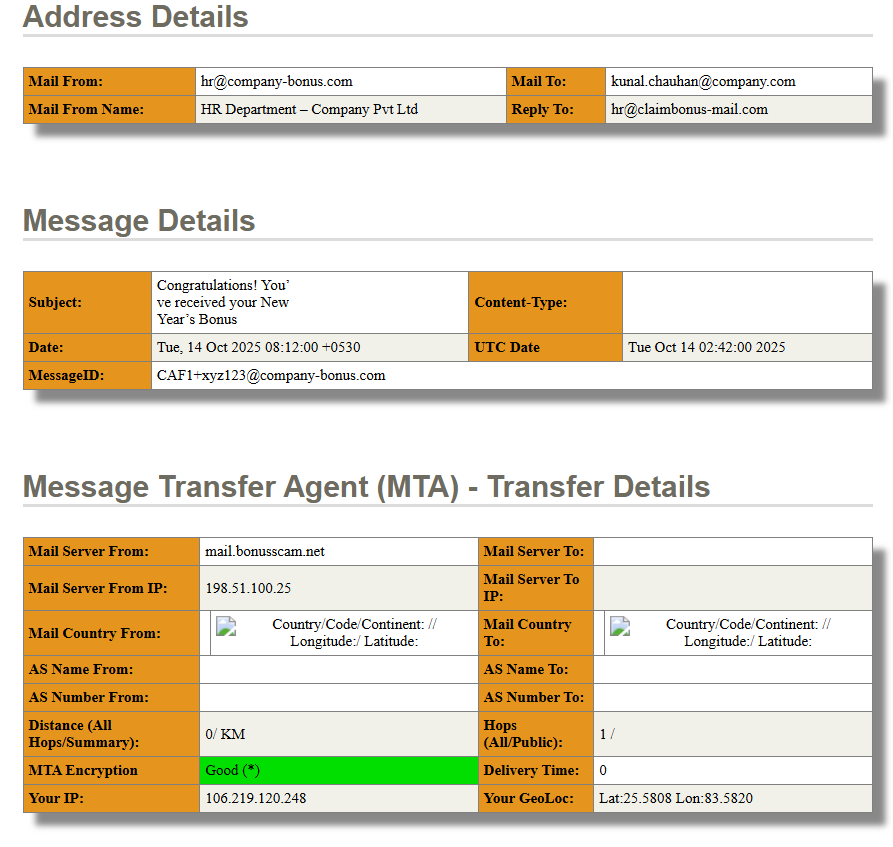 Address Details
Mail From: hr@company-bonus.com Mail To: kunal.chauhan@company.com
Mail From Name: HR Department – Company Pvt Ltd Reply To: hr@claimbonus-mail.com
Message Details
Subject: Congratulations! You’
ve received your New
Year’s Bonus
Content-Type:
Date: Tue, 14 Oct 2025 08:12:00 +0530 UTC Date Tue Oct 14 02:42:00 2025
MessageID: CAF1+xyz123@company-bonus.com
Message Transfer Agent (MTA) - Transfer Details
Mail Server From: mail.bonusscam.net Mail Server To:
Mail Server From IP: 198.51.100.25 Mail Server To
IP:
Mail Country From: Country/Code/Continent: //
Longitude:/ Latitude:
Mail Country
To:
Country/Code/Continent: //
Longitude:/ Latitude:
AS Name From: AS Name To:
AS Number From: AS Number To:
Distance (All
Hops/Summary):
0/ KM
Hops
(All/Public):
1 /
MTA Encryption Good (*) Delivery Time: 0
Your IP: 106.219.120.248 Your GeoLoc: Lat:25.5808 Lon:83.5820